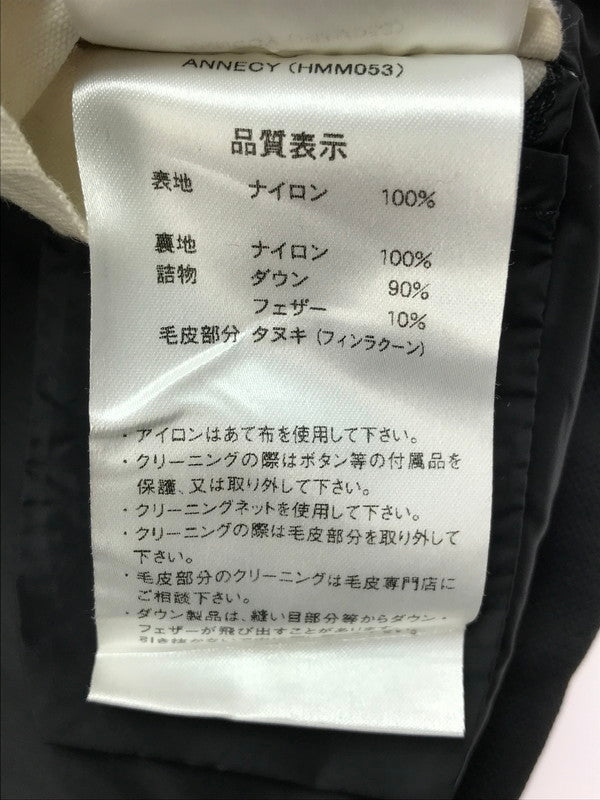 ANNECY (HMM053)
品質表示
表地 ナイロン 100%
裏地 ナイロン 100%
詰物 ダウン 90%
フェザー 10%
毛皮部分 タヌキ (フィンラクーン)
・アイロンはあて布を使用して下さい。
・クリーニングの際はボタン等の付属品を
保護、又は取り外して下さい。
・クリーニングネットを使用して下さい。
・クリーニングの際は毛皮部分を取り外して
下さい。
・毛皮部分のクリーニングは毛皮専門店に
ご相談下さい。
・ダウン製品は、縫い目部分等からダウン・
フェザーが飛び出すことがあります。